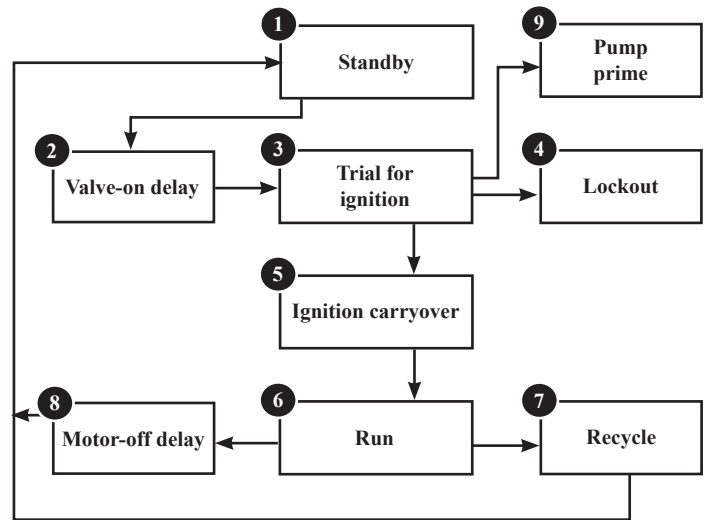 1
Standby
9
Pump
prime
2
Valve-on delay
3
Trial for
ignition
4
Lockout
5
Ignition carryover
8
Motor-off delay
6
Run
7
Recycle